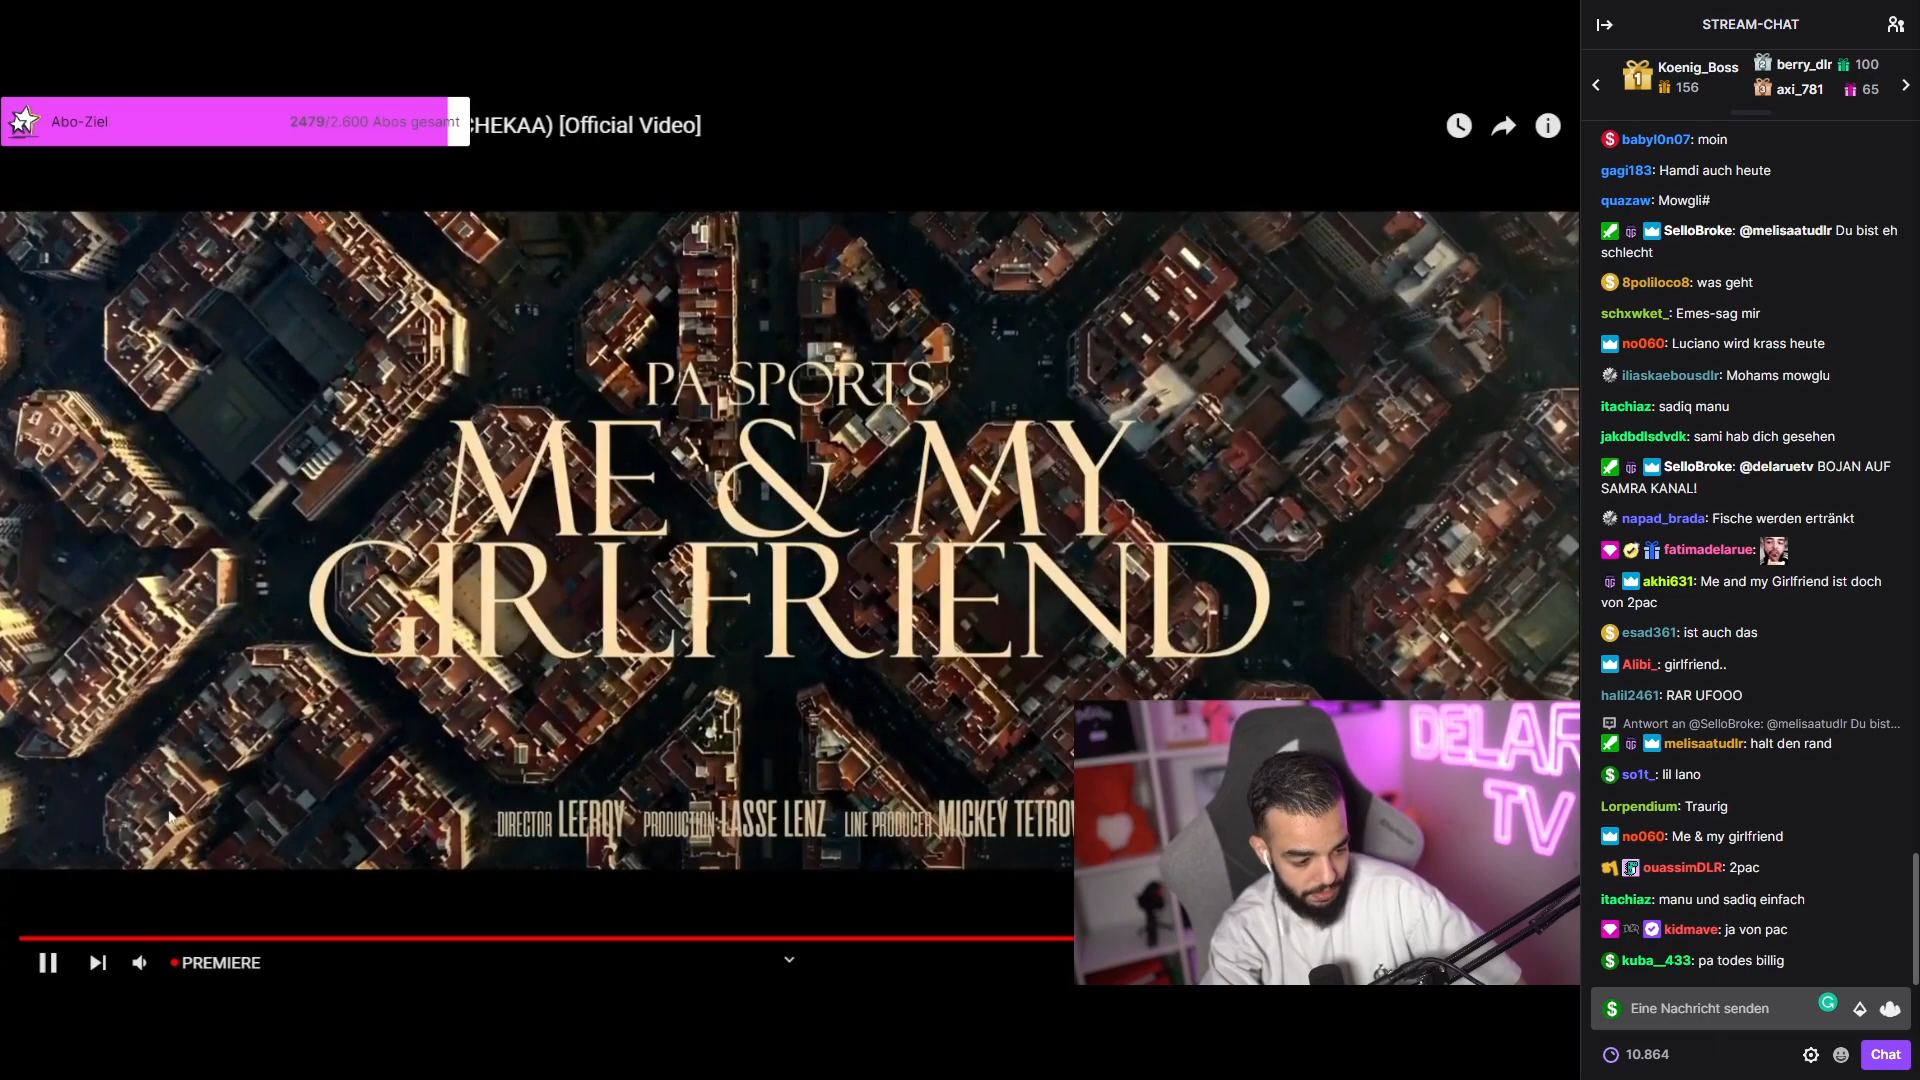 Abo-Ziel
2479/2.600 Abos gesamt
CHEKAA) [Official Video]
PA SPORTS
ME & MY
GIRLFRIEND
DIRECTOR LEEROY PRODUCTION LASSE LENZ LINE PRODUCER MICKEY TETROV
DELAR
TV
PREMIERE
STREAM-CHAT
1 Koenig_Boss
156
2 berry_dlr 100
3 axi_781 65
babyl0n07: moin
gagi183: Hamdi auch heute
quazaw: Mowgli#
SelloBroke: @melisaatudlr Du bist eh
schlecht
8poliloco8: was geht
schxwket_: Emes-sag mir
no060: Luciano wird krass heute
iliaskaebousdlr: Mohams mowglu
itachiaz: sadiq manu
jakdbdlsdvdk: sami hab dich gesehen
SelloBroke: @delaruetv BOJAN AUF
SAMRA KANAL!
napad_brada: Fische werden ertränkt
fatimadelarue:
akhi631: Me and my Girlfriend ist doch
von 2pac
esad361: ist auch das
Alibi_: girlfriend..
halil2461: RAR UFOOO
Antwort an @SelloBroke: @melisaatudlr Du bist...
melisaatudlr: halt den rand
so1t_: lil lano
Lorpendium: Traurig
no060: Me & my girlfriend
ouassimDLR: 2pac
itachiaz: manu und sadiq einfach
kidmave: ja von pac
kuba__433: pa todes billig
Eine Nachricht senden
10.864
Chat